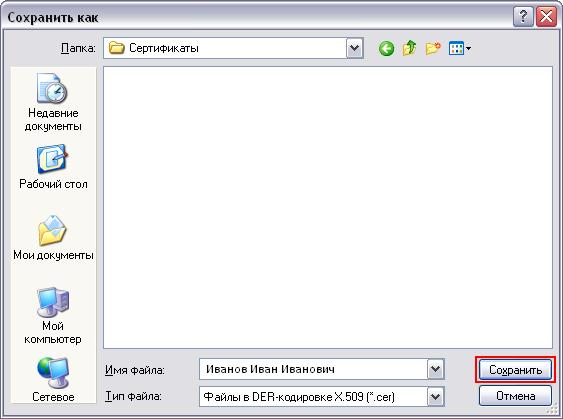 Сохранить как
Папка:
Сертификаты
Недавние
документы
Рабочий стол
Мои документы
Мой
компьютер
Сетевое
Имя файла:
Иванов Иван Иванович
Сохранить
Тип файла:
Файлы в DER-кодировке X.509 (*.cer)
Отмена